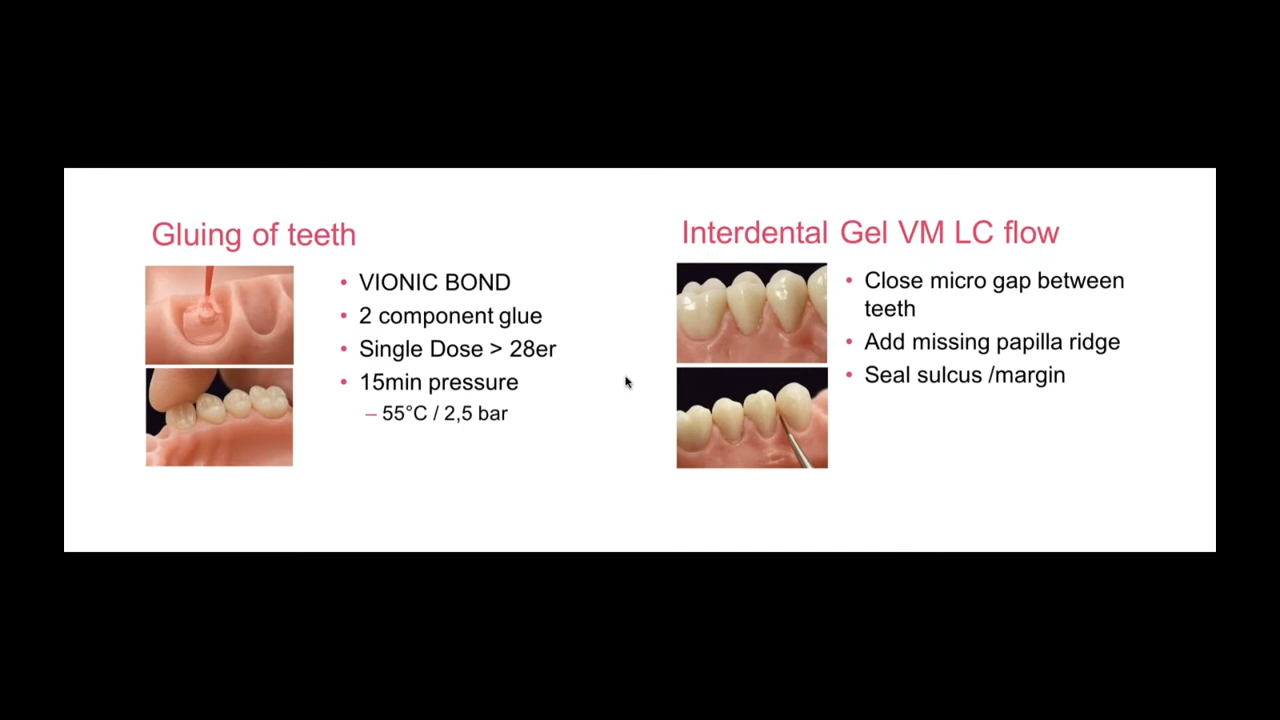 Gluing of teeth
• VIONIC BOND
• 2 component glue
• Single Dose > 28er
• 15min pressure
– 55°C / 2,5 bar
Interdental Gel VM LC flow
• Close micro gap between
teeth
• Add missing papilla ridge
• Seal sulcus /margin